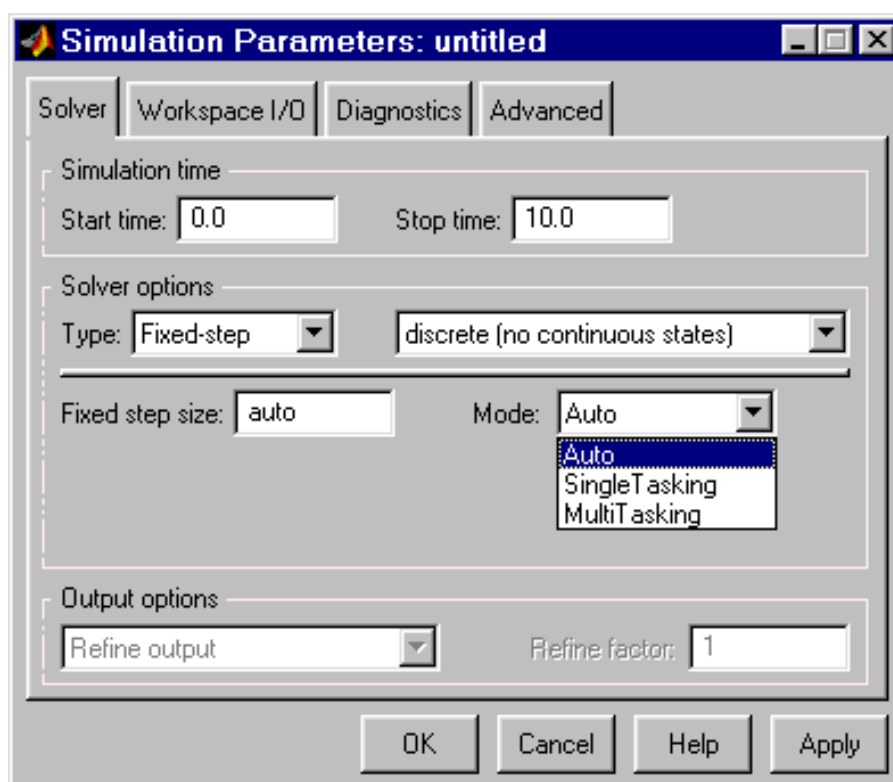 Simulation Parameters: untitled
Solver Workspace I/O Diagnostics Advanced
Simulation time
Start time: 0.0 Stop time: 10.0
Solver options
Type: Fixed-step discrete (no continuous states)
Fixed step size: auto Mode: Auto
Auto
SingleTasking
MultiTasking
Output options
Refine output Refine factor: 1
OK Cancel Help Apply